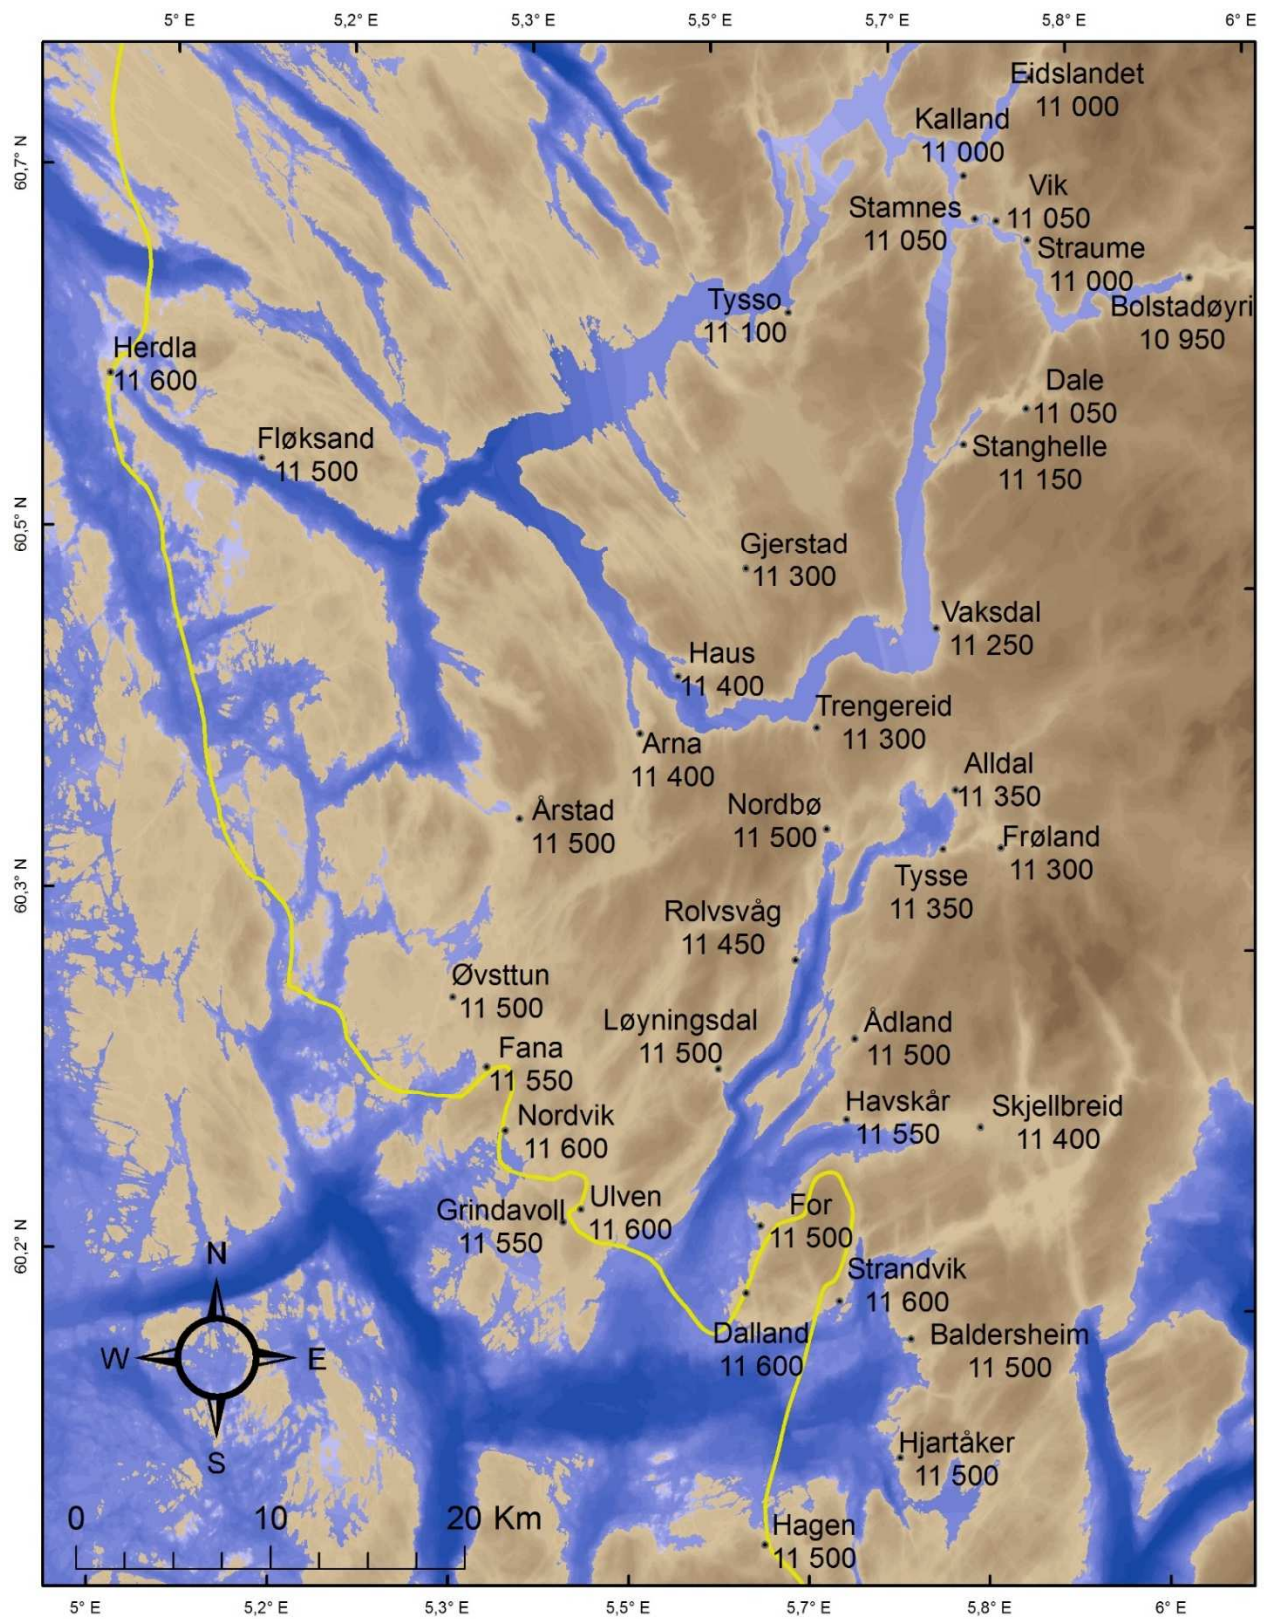 5° E 5,2° E 5,3° E 5,5° E 5,7° E 5,8° E 6° E
Eidslandet
11 000
Kalland
11 000
60,7° N
Vik
11 050
Stamnes
11 050
Straume
11 000
Bolstadøyri
10 950
Tysso
11 100
Herdla
11 600
Dale
11 050
Fløksand
11 500
Stanghelle
11 150
60,5° N
Gjerstad
11 300
Vaksdal
11 250
Haus
11 400
Trengereid
11 300
Arna
11 400
Alldal
11 350
Nordbø
11 500
Årstad
11 500
Frøland
11 300
Tysse
11 350
60,3° N
Rolvsvåg
11 450
Øvsttun
11 500
Løyningsdal
11 500
Ådland
11 500
Fana
11 550
Havskår
11 550
Skjellbreid
11 400
Nordvik
11 600
Ulven
11 600
Grindavoll
11 550
For
11 500
60,2° N
N
Strandvik
11 600
Dalland
11 600
Baldersheim
11 500
W E
S
Hjartåker
11 500
0 10 20 Km
Hagen
11 500
5° E 5,2° E 5,3° E 5,5° E 5,7° E 5,8° E 6° E